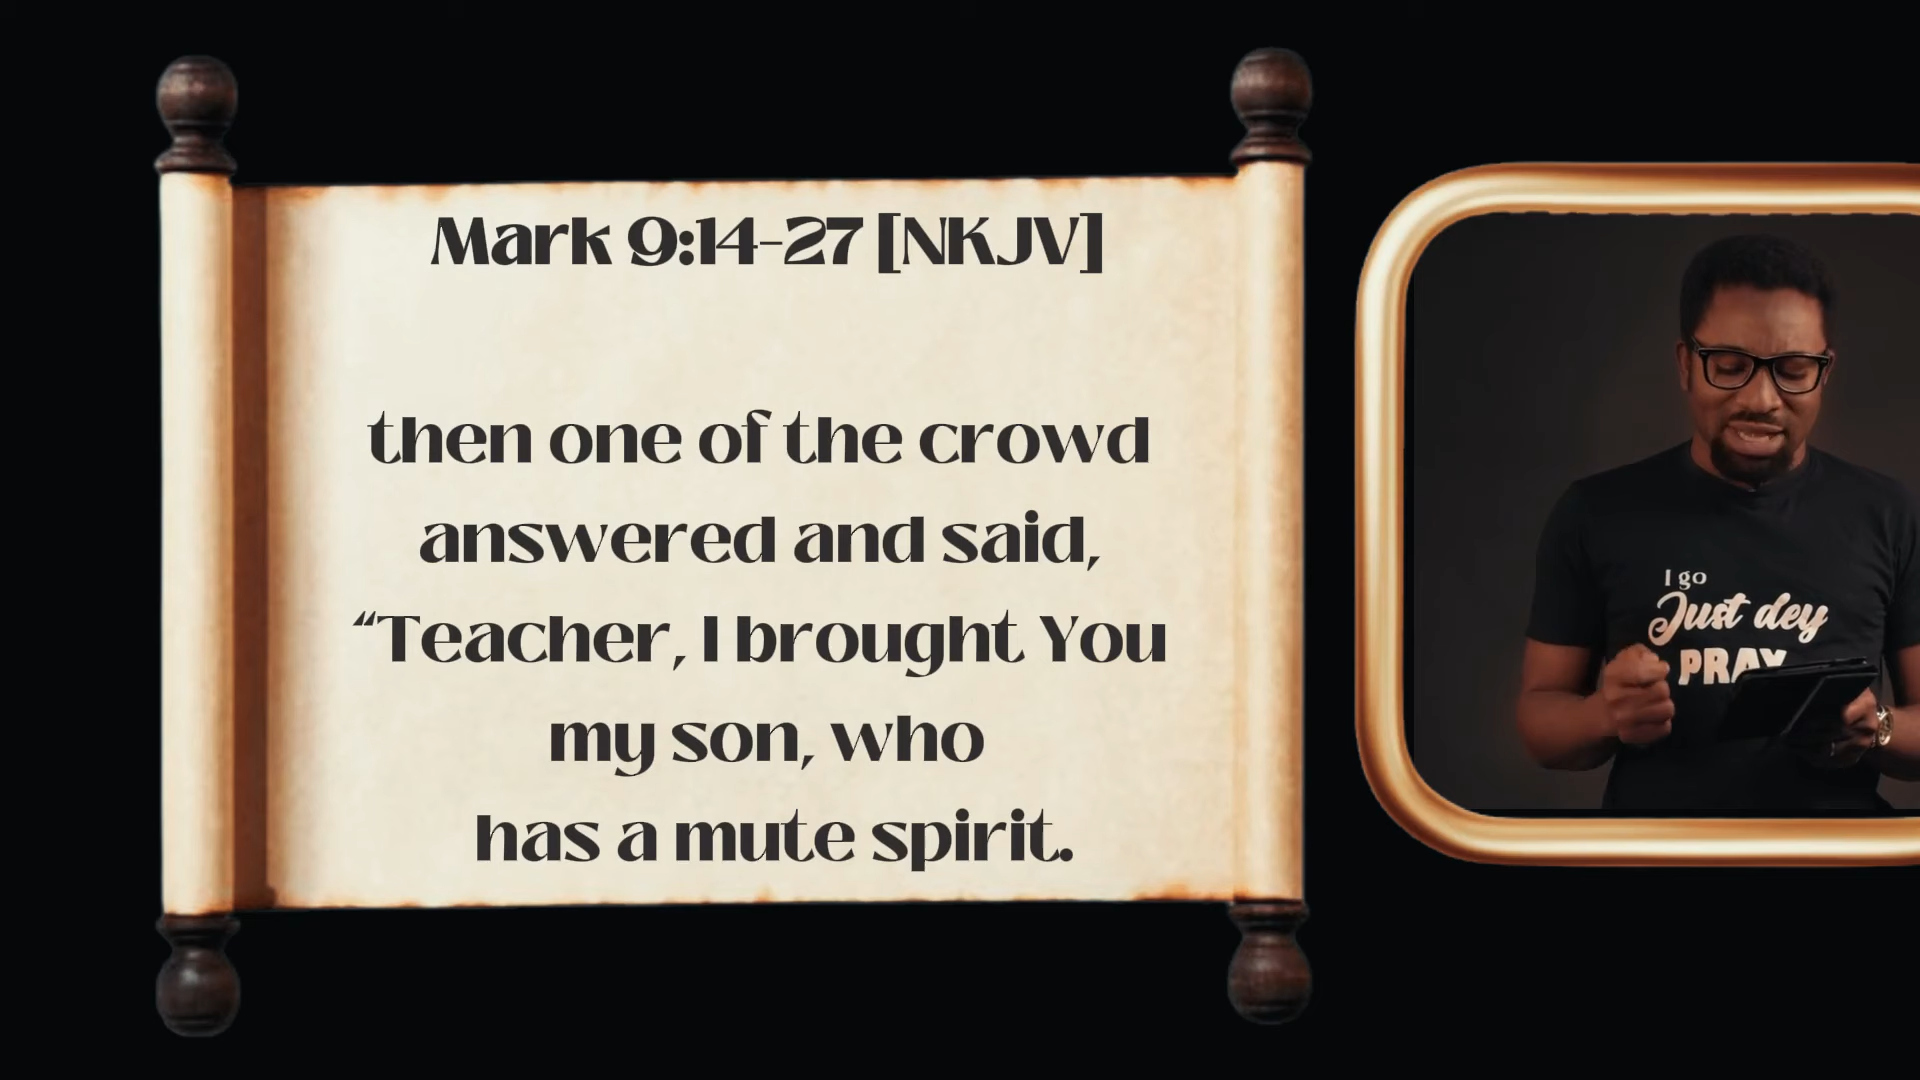 Mark 9:14-27 [NKJV]
then one of the crowd
answered and said,
“Teacher, I brought You
my son, who
has a mute spirit.
I go
Just dey
PRAY